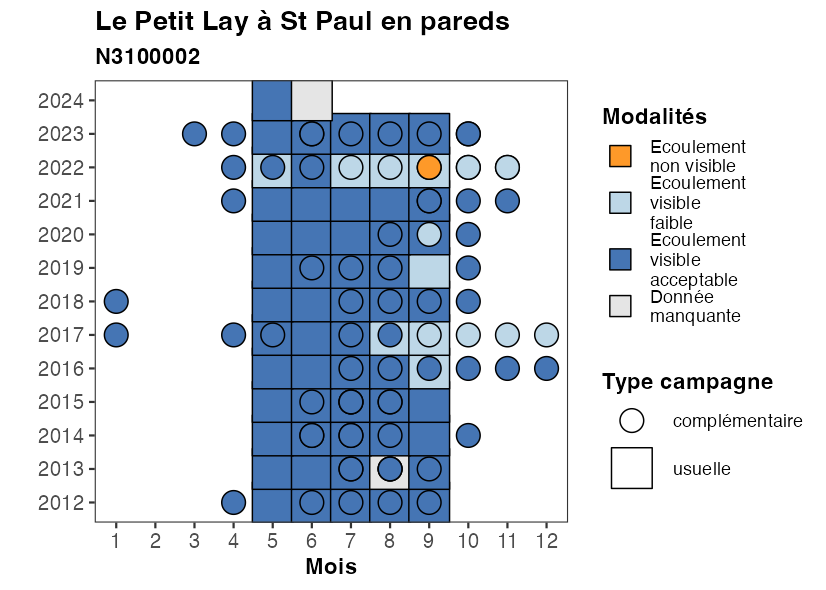 Le Petit Lay à St Paul en pareds
N3100002
2024
2023
2022
2021
2020
2019
2018
2017
2016
2015
2014
2013
2012
1 2 3 4 5 6 7 8 9 10 11 12
Mois
Modalités
Ecoulement
non visible
Ecoulement
visible
faible
Ecoulement
visible
acceptable
Donnée
manquante
Type campagne
complémentaire
usuelle